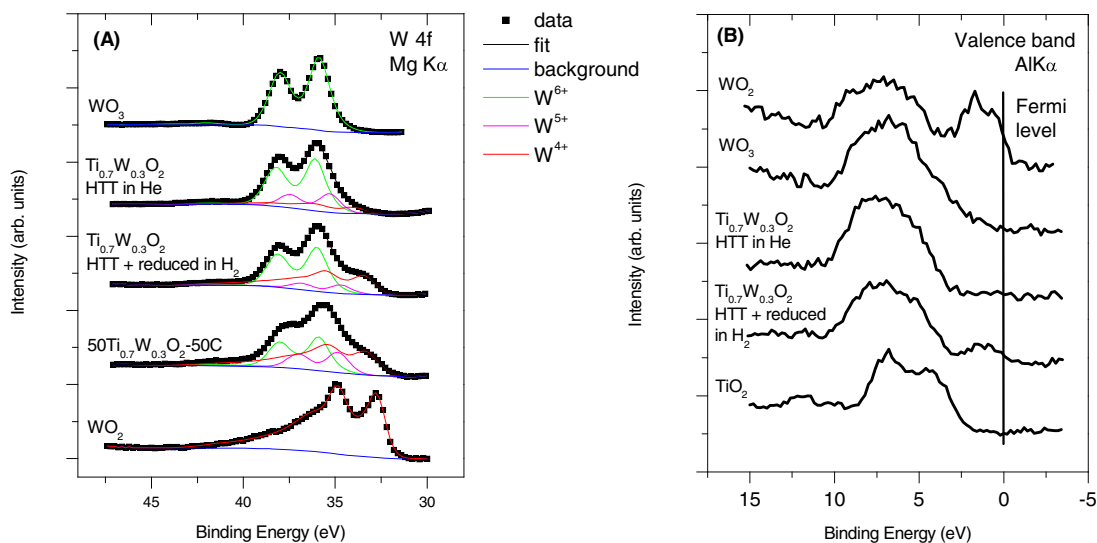 (A)
W 4f
Mg Kα
WO₃
Ti₀.₇W₀.₃O₂
HTT in He
Ti₀.₇W₀.₃O₂
HTT + reduced in H₂
50Ti₀.₇W₀.₃O₂-50C
WO₂
45 40 35 30
Binding Energy (eV)
Intensity (arb. units)
data
fit
background
W⁶⁺
W⁵⁺
W⁴⁺
(B)
Valence band
AlKα
Fermi
level
WO₂
WO₃
Ti₀.₇W₀.₃O₂
HTT in He
Ti₀.₇W₀.₃O₂
HTT + reduced
in H₂
TiO₂
15 10 5 0 -5
Binding Energy (eV)
Intensity (arb. units)